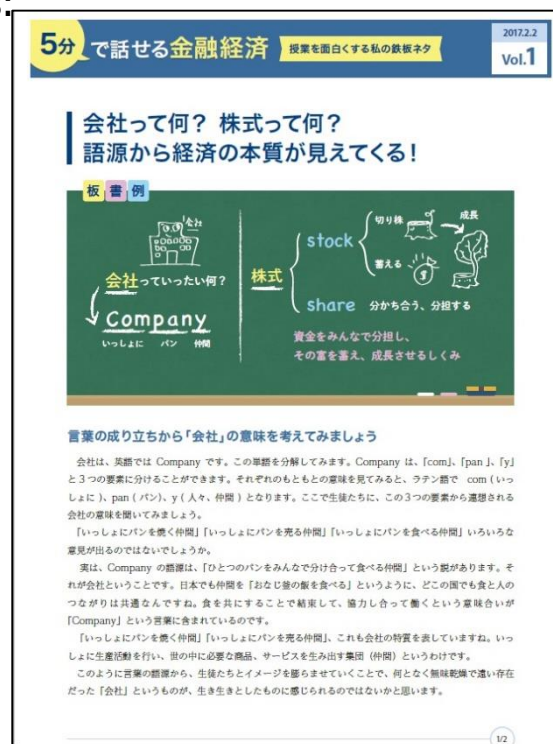 5分で話せる金融経済 授業を面白くする私の鉄板ネタ
2017.2.2
Vol.1
会社って何？ 株式って何？
語源から経済の本質が見えてくる！
板書例
会社
会社っていったい何？
Company
いっしょに パン 仲間
株式
stock
切り株
成長
蓄える
$
share 分かち合う、分担する
資金をみんなで分担し、
その富を蓄え、成長させるしくみ
言葉の成り立ちから「会社」の意味を考えてみましょう
会社は、英語では Company です。この単語を分解してみます。Company は、「com」、「pan 」、「y」
と３つの要素に分けることができます。それぞれのもともとの意味を見てみると、ラテン語で com ( いっ
しょに )、pan ( パン )、y ( 人々、仲間 ) となります。ここで生徒たちに、この３つの要素から連想される
会社の意味を聞いてみましょう。
「いっしょにパンを焼く仲間」「いっしょにパンを売る仲間」「いっしょにパンを食べる仲間」いろいろな
意見が出るのではないでしょうか。
実は、Company の語源は、「ひとつのパンをみんなで分け合って食べる仲間」という説があります。そ
れが会社ということです。日本でも仲間を「おなじ釜の飯を食べる」というように、どこの国でも食と人の
つながりは共通なんですね。食を共にすることで結束して、協力し合って働くという意味合いが
「Company」という言葉に含まれているのです。
「いっしょにパンを焼く仲間」「いっしょにパンを売る仲間」、これも会社の特質を表していますね。いっ
しょに生産活動を行い、世の中に必要な商品、サービスを生み出す集団（仲間）というわけです。
このように言葉の語源から、生徒たちとイメージを膨らませていくことで、何となく無味乾燥で遠い存在
だった「会社」というものが、生き生きとしたものに感じられるのではないかと思います。
1/2